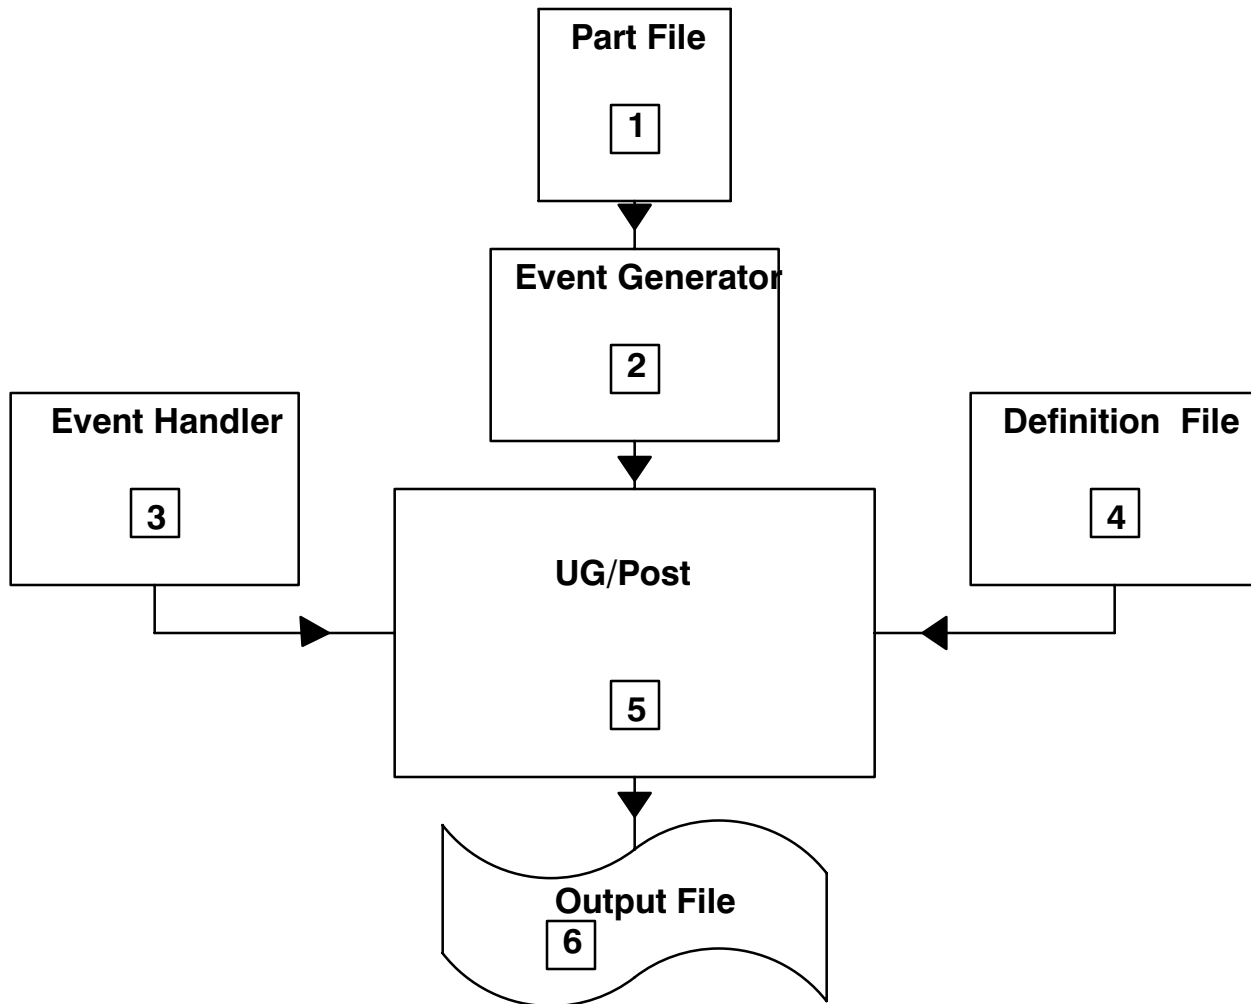 Part File
1
Event Generator
2
Event Handler
3
Definition File
4
UG/Post
5
Output File
6